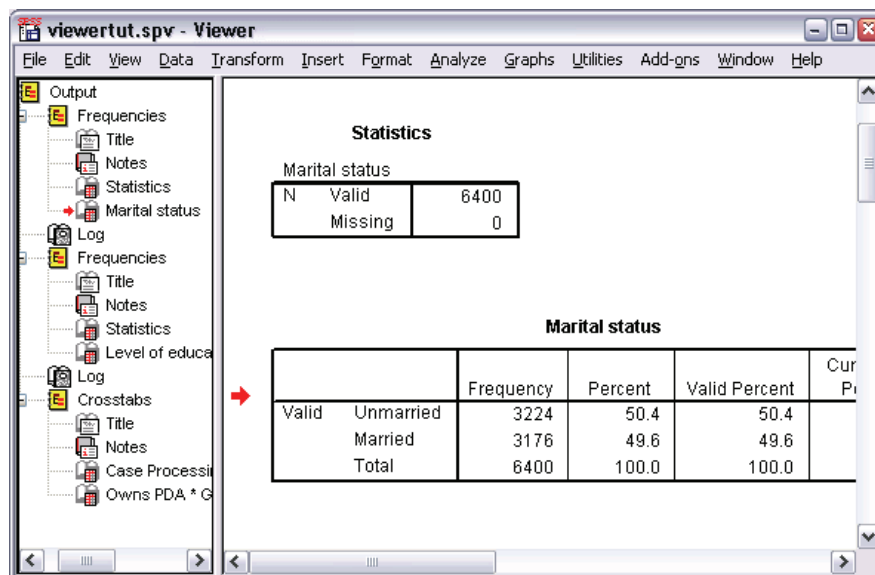 viewertut.spv - Viewer
File Edit View Data Transform Insert Format Analyze Graphs Utilities Add-ons Window Help
Output
Frequencies
Title
Notes
Statistics
Marital status
Log
Frequencies
Title
Notes
Statistics
Level of educa
Log
Crosstabs
Title
Notes
Case Processi
Owns PDA * G
Statistics
Marital status
N Valid 6400
Missing 0
Marital status
Cur
Frequency Percent Valid Percent P
Valid Unmarried 3224 50.4 50.4
Married 3176 49.6 49.6
Total 6400 100.0 100.0